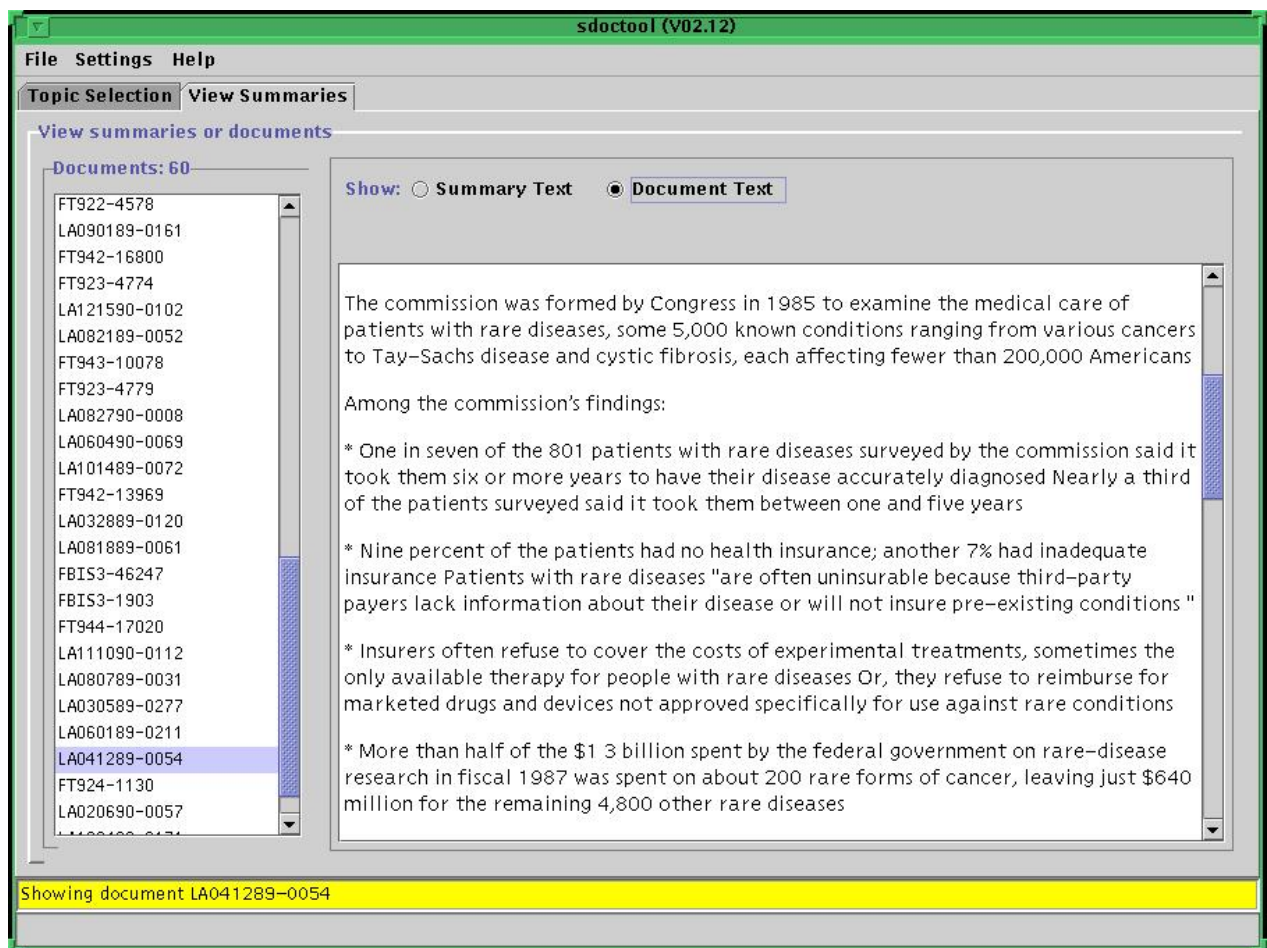 sdoctool (V02.12)
File Settings Help
Topic Selection View Summaries
View summaries or documents
Documents: 60
FT922-4578
LA090189-0161
FT942-16800
FT923-4774
LA121590-0102
LA082189-0052
FT943-10078
FT923-4779
LA082790-0008
LA060490-0069
LA101489-0072
FT942-13969
LA032889-0120
LA081889-0061
FBIS3-46247
FBIS3-1903
FT944-17020
LA111090-0112
LA080789-0031
LA030589-0277
LA060189-0211
LA041289-0054
FT924-1130
LA020690-0057
Show: Summary Text Document Text
The commission was formed by Congress in 1985 to examine the medical care of
patients with rare diseases, some 5,000 known conditions ranging from various cancers
to Tay-Sachs disease and cystic fibrosis, each affecting fewer than 200,000 Americans
Among the commission's findings:
* One in seven of the 801 patients with rare diseases surveyed by the commission said it
took them six or more years to have their disease accurately diagnosed Nearly a third
of the patients surveyed said it took them between one and five years
* Nine percent of the patients had no health insurance; another 7% had inadequate
insurance Patients with rare diseases "are often uninsurable because third-party
payers lack information about their disease or will not insure pre-existing conditions "
* Insurers often refuse to cover the costs of experimental treatments, sometimes the
only available therapy for people with rare diseases Or, they refuse to reimburse for
marketed drugs and devices not approved specifically for use against rare conditions
* More than half of the $1 3 billion spent by the federal government on rare-disease
research in fiscal 1987 was spent on about 200 rare forms of cancer, leaving just $640
million for the remaining 4,800 other rare diseases
Showing document LA041289-0054